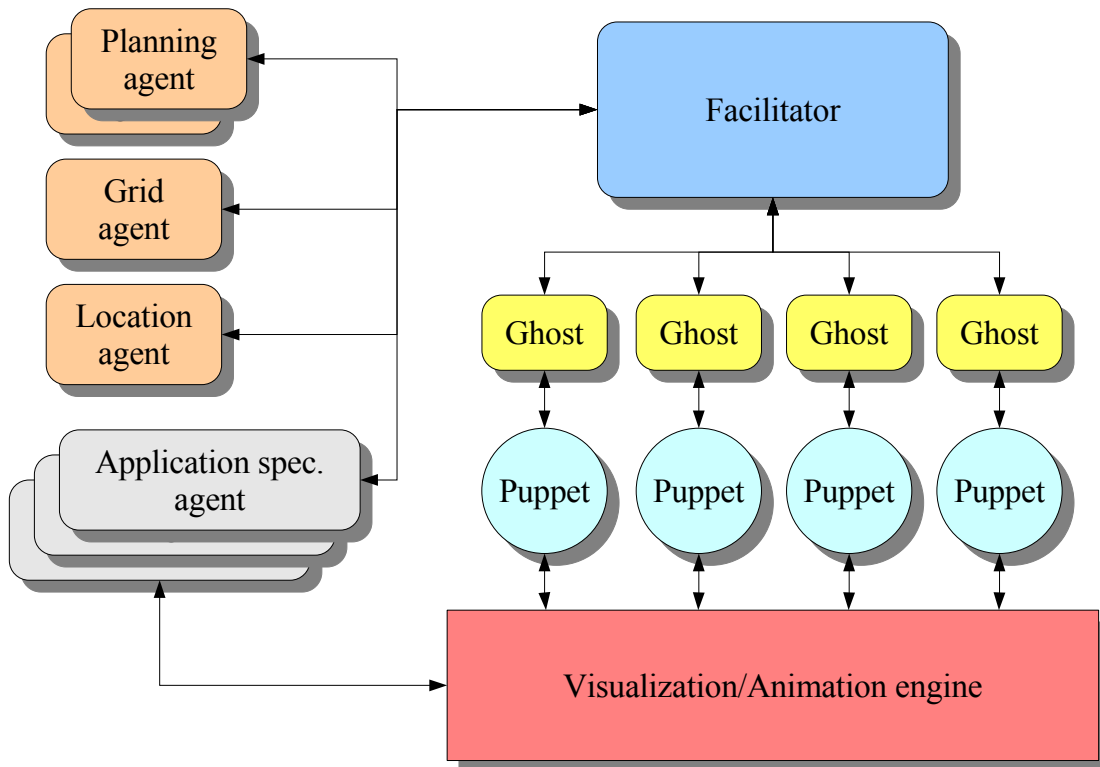 Planning
agent
Facilitator
Grid
agent
Location
agent
Ghost
Ghost
Ghost
Ghost
Application spec.
agent
Puppet
Puppet
Puppet
Puppet
Visualization/Animation engine